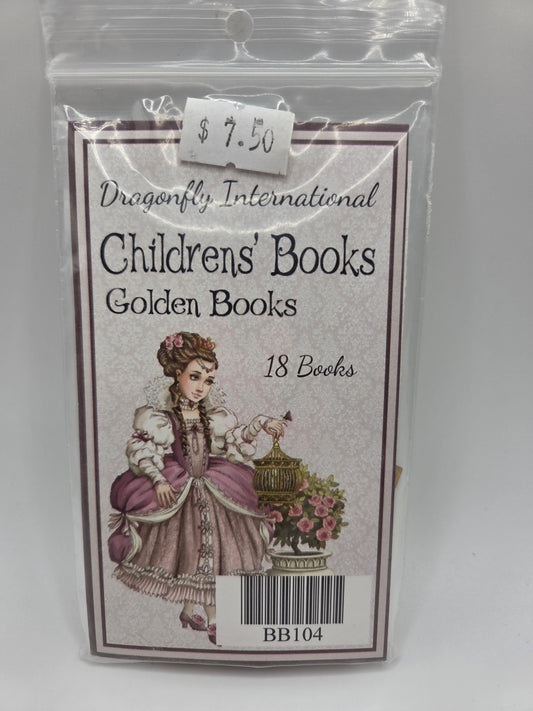 $ 7.50
Dragonfly International
Childrens' Books
Golden Books
18 Books
BB104